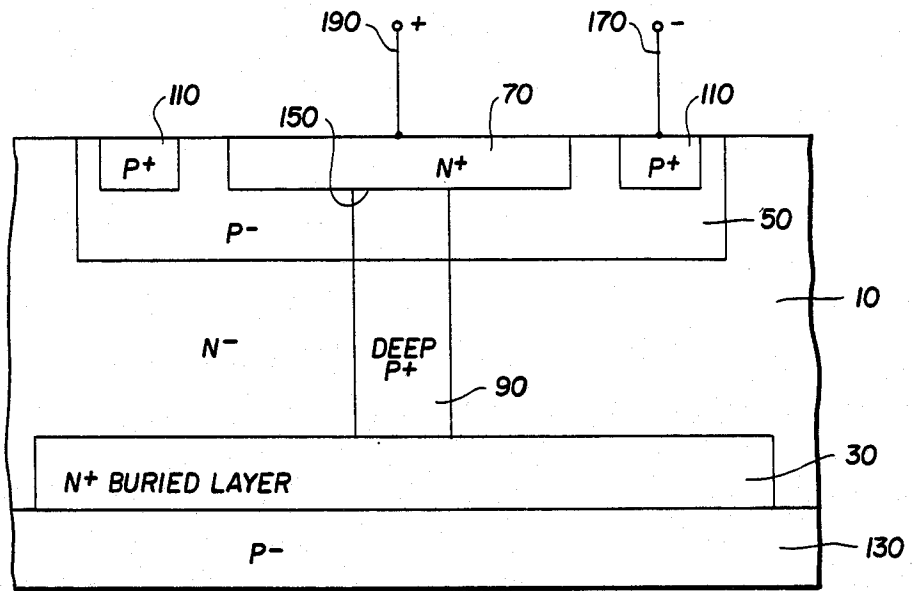 190 +
170 -
110
150
70
110
P+
N+
P+
P-
50
10
N-
DEEP
P+
90
N+ BURIED LAYER
30
P-
130